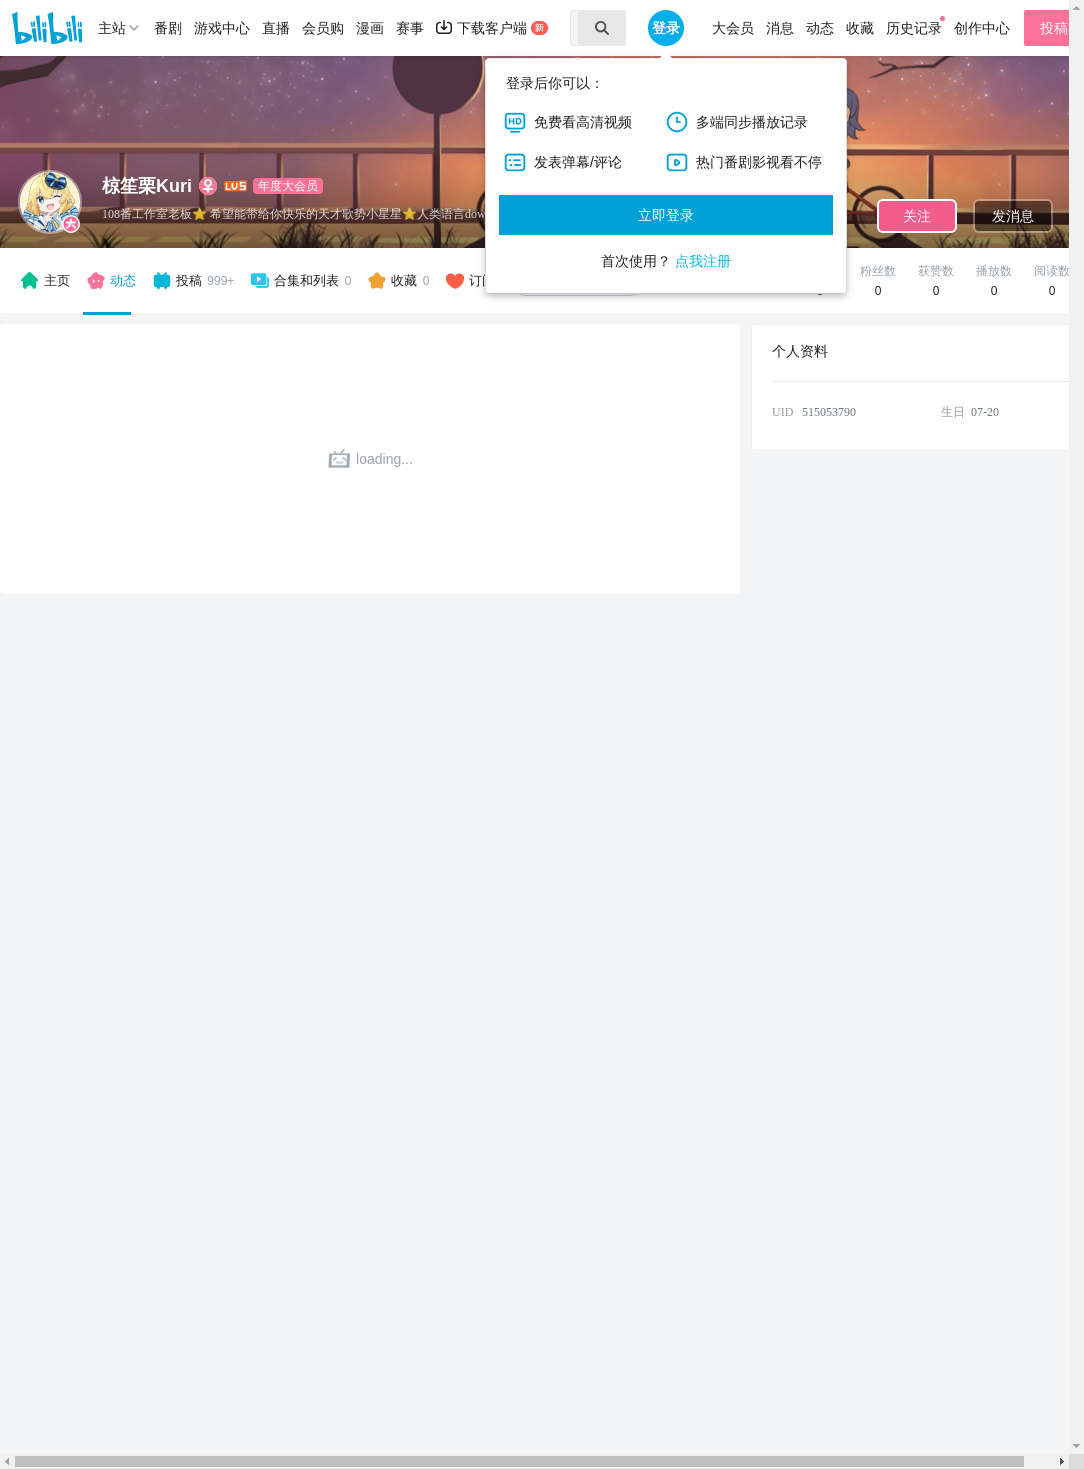 bilibili 主站 番剧 游戏中心 直播 会员购 漫画 赛事 下载客户端 新 登录 大会员 消息 动态 收藏 历史记录 创作中心 投稿
登录后你可以：
HD 免费看高清视频 多端同步播放记录
发表弹幕/评论 热门番剧影视看不停
立即登录
首次使用？ 点我注册
椋笙栗Kuri LV5 年度大会员
大
108番工作室老板⭐ 希望能带给你快乐的天才歌势小星星⭐人类语言dow
关注 发消息
主页 动态 投稿 999+ 合集和列表 0 收藏 0 订
粉丝数 获赞数 播放数 阅读数
0 0 0 0
loading...
个人资料
UID 515053790 生日 07-20